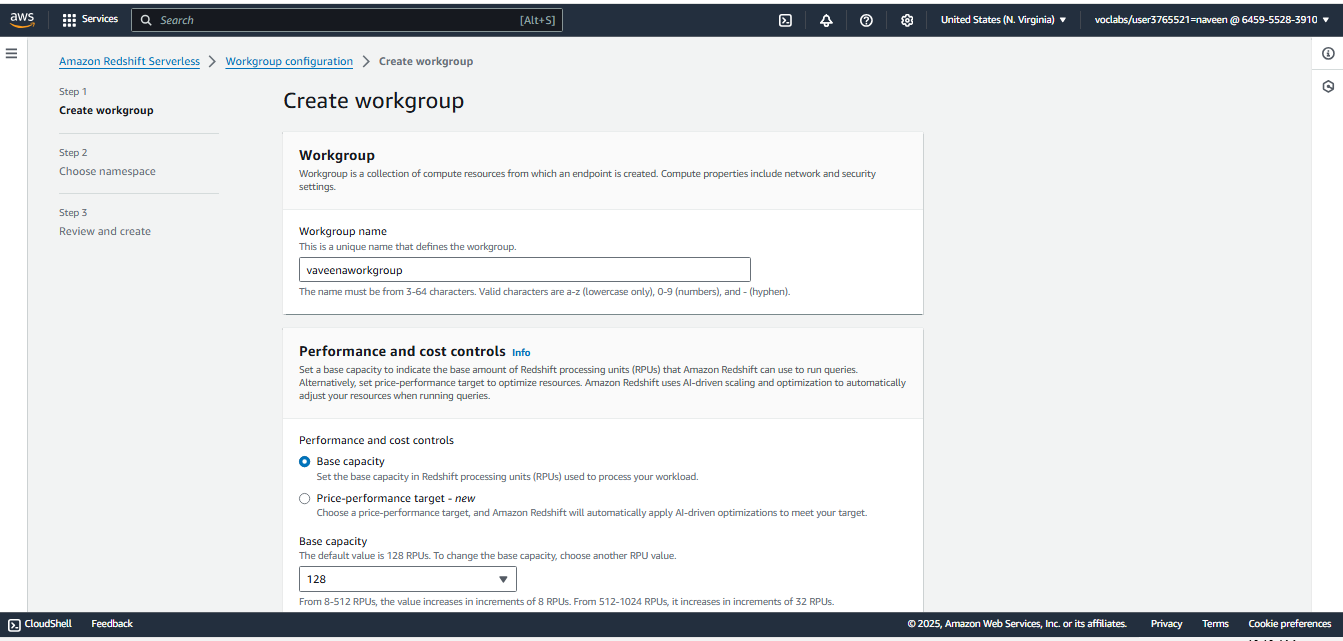 aws
Services
Search
[Alt+S]
United States (N. Virginia)
voclabs/user3765521=naveen @ 6459-5528-3910
Amazon Redshift Serverless > Workgroup configuration > Create workgroup
Step 1
Create workgroup
Step 2
Choose namespace
Step 3
Review and create
Create workgroup
Workgroup
Workgroup is a collection of compute resources from which an endpoint is created. Compute properties include network and security
settings.
Workgroup name
This is a unique name that defines the workgroup.
vaveenaworkgroup
The name must be from 3-64 characters. Valid characters are a-z (lowercase only), 0-9 (numbers), and - (hyphen).
Performance and cost controls Info
Set a base capacity to indicate the base amount of Redshift processing units (RPUs) that Amazon Redshift can use to run queries.
Alternatively, set price-performance target to optimize resources. Amazon Redshift uses AI-driven scaling and optimization to automatically
adjust your resources when running queries.
Performance and cost controls
Base capacity
Set the base capacity in Redshift processing units (RPUs) used to process your workload.
Price-performance target - new
Choose a price-performance target, and Amazon Redshift will automatically apply AI-driven optimizations to meet your target.
Base capacity
The default value is 128 RPUs. To change the base capacity, choose another RPU value.
128
From 8-512 RPUs, the value increases in increments of 8 RPUs. From 512-1024 RPUs, it increases in increments of 32 RPUs.
CloudShell
Feedback
© 2025, Amazon Web Services, Inc. or its affiliates.
Privacy
Terms
Cookie preferences